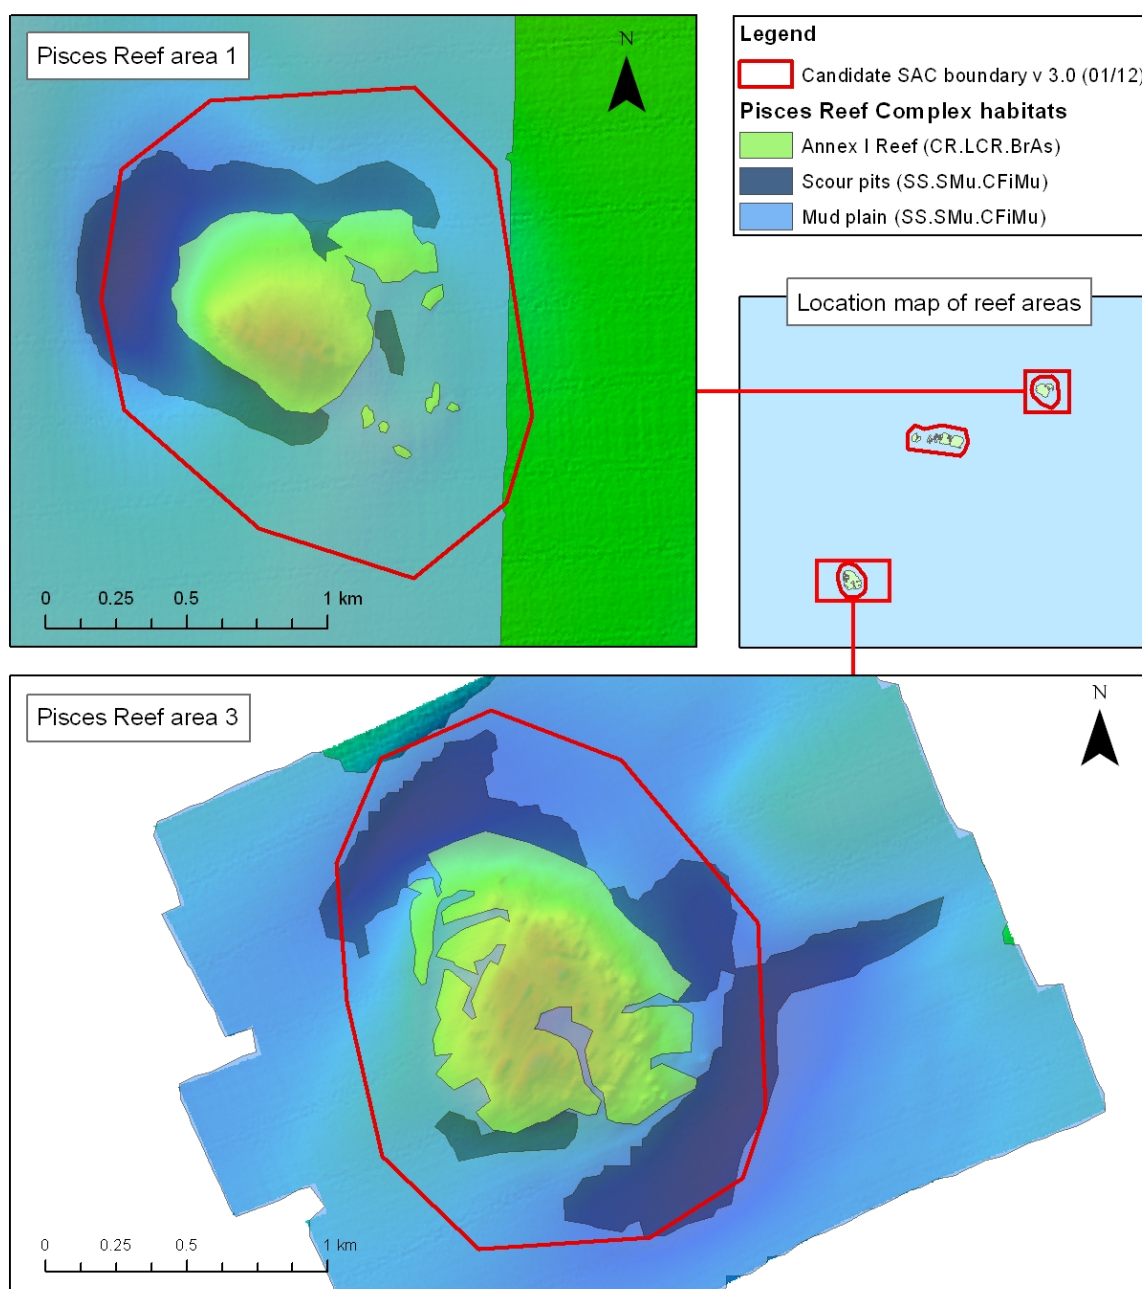 Pisces Reef area 1
N
0 0.25 0.5 1 km
Legend
Candidate SAC boundary v 3.0 (01/12)
Pisces Reef Complex habitats
Annex I Reef (CR.LCR.BrAs)
Scour pits (SS.SMu.CFiMu)
Mud plain (SS.SMu.CFiMu)
Location map of reef areas
Pisces Reef area 3
N
0 0.25 0.5 1 km